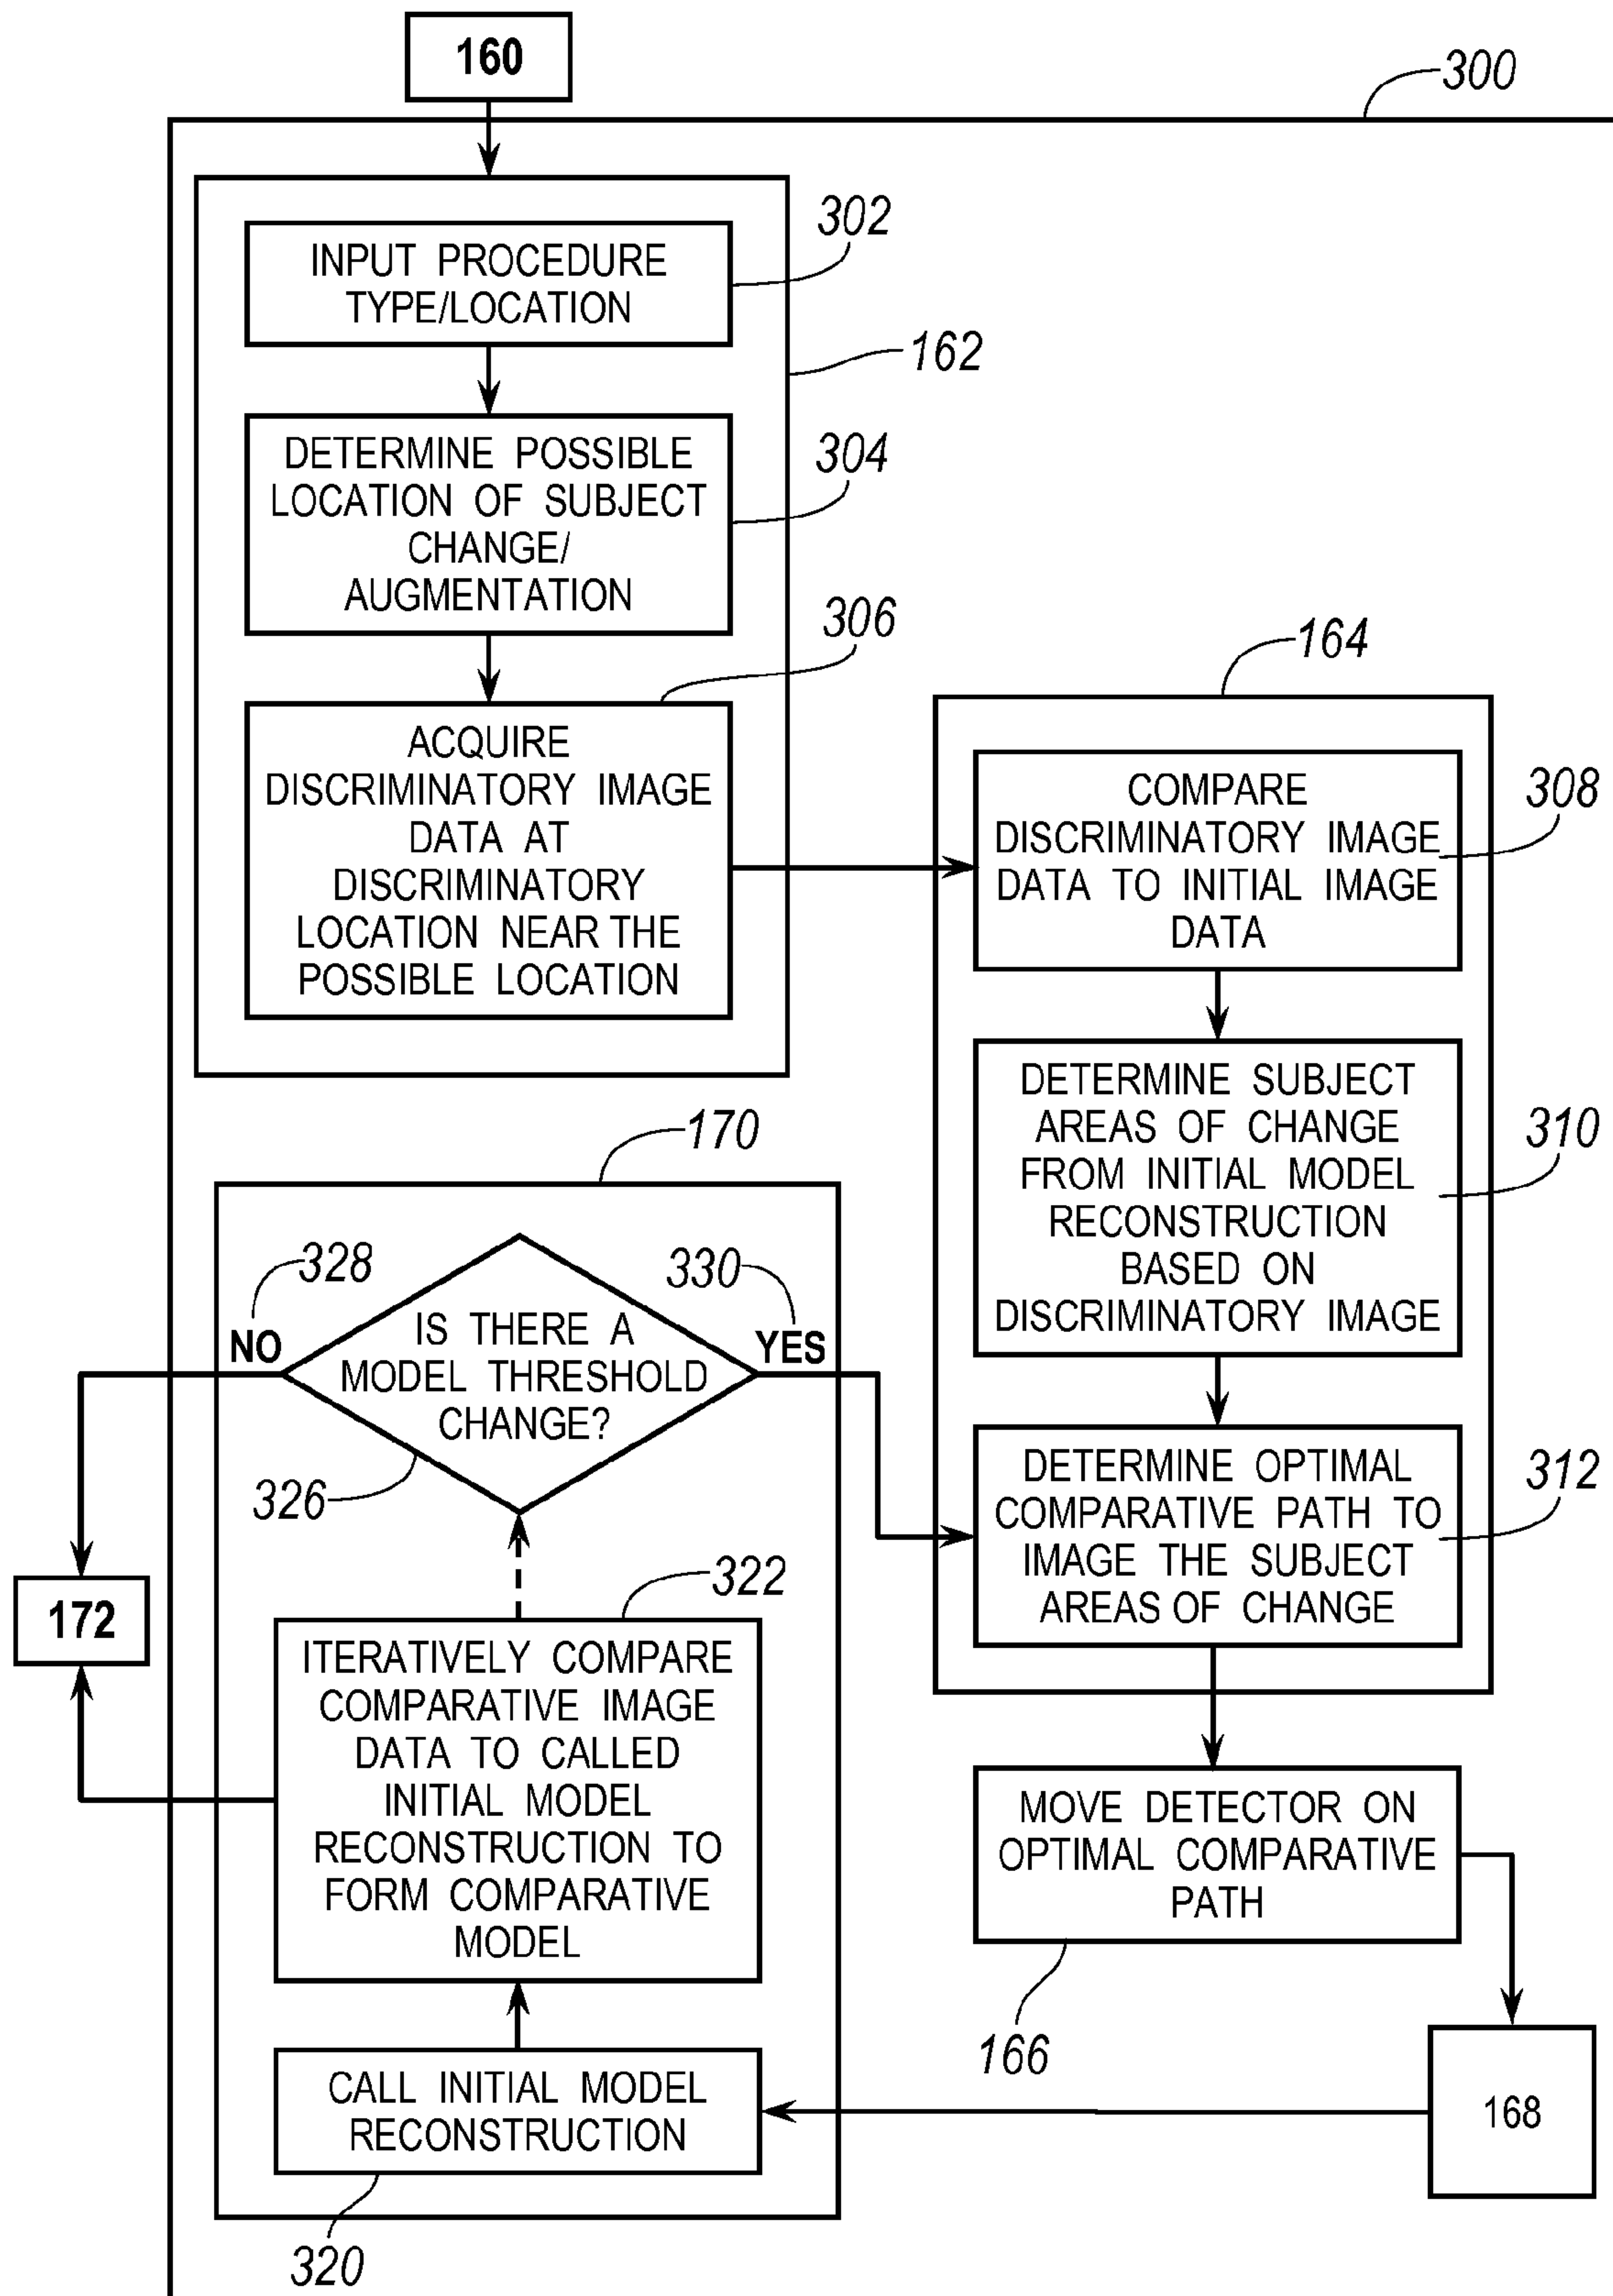 160
300
INPUT PROCEDURE
TYPE/LOCATION
302
162
DETERMINE POSSIBLE
LOCATION OF SUBJECT
CHANGE/
AUGMENTATION
304
306
ACQUIRE
DISCRIMINATORY IMAGE
DATA AT
DISCRIMINATORY
LOCATION NEAR THE
POSSIBLE LOCATION
164
COMPARE
DISCRIMINATORY IMAGE
DATA TO INITIAL IMAGE
DATA
308
DETERMINE SUBJECT
AREAS OF CHANGE
FROM INITIAL MODEL
RECONSTRUCTION
BASED ON
DISCRIMINATORY IMAGE
310
DETERMINE OPTIMAL
COMPARATIVE PATH TO
IMAGE THE SUBJECT
AREAS OF CHANGE
312
MOVE DETECTOR ON
OPTIMAL COMPARATIVE
PATH
166
168
170
328
NO
330
YES
IS THERE A
MODEL THRESHOLD
CHANGE?
326
172
322
ITERATIVELY COMPARE
COMPARATIVE IMAGE
DATA TO CALLED
INITIAL MODEL
RECONSTRUCTION TO
FORM COMPARATIVE
MODEL
CALL INITIAL MODEL
RECONSTRUCTION
320